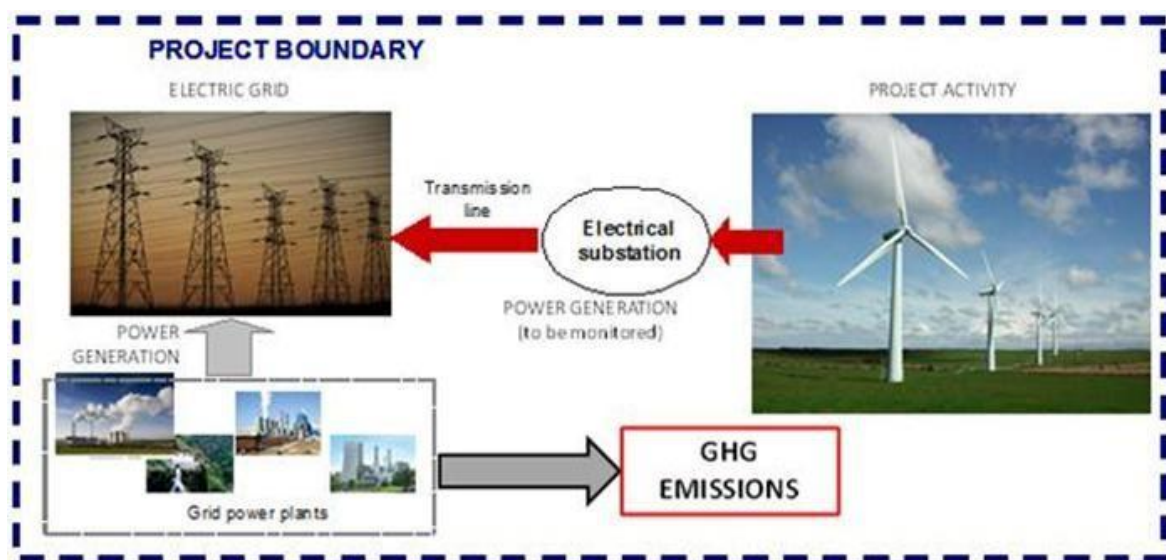 PROJECT BOUNDARY
ELECTRIC GRID
PROJECT ACTIVITY
Transmission
line
Electrical
substation
POWER GENERATION
(to be monitored)
POWER
GENERATION
Grid power plants
GHG
EMISSIONS